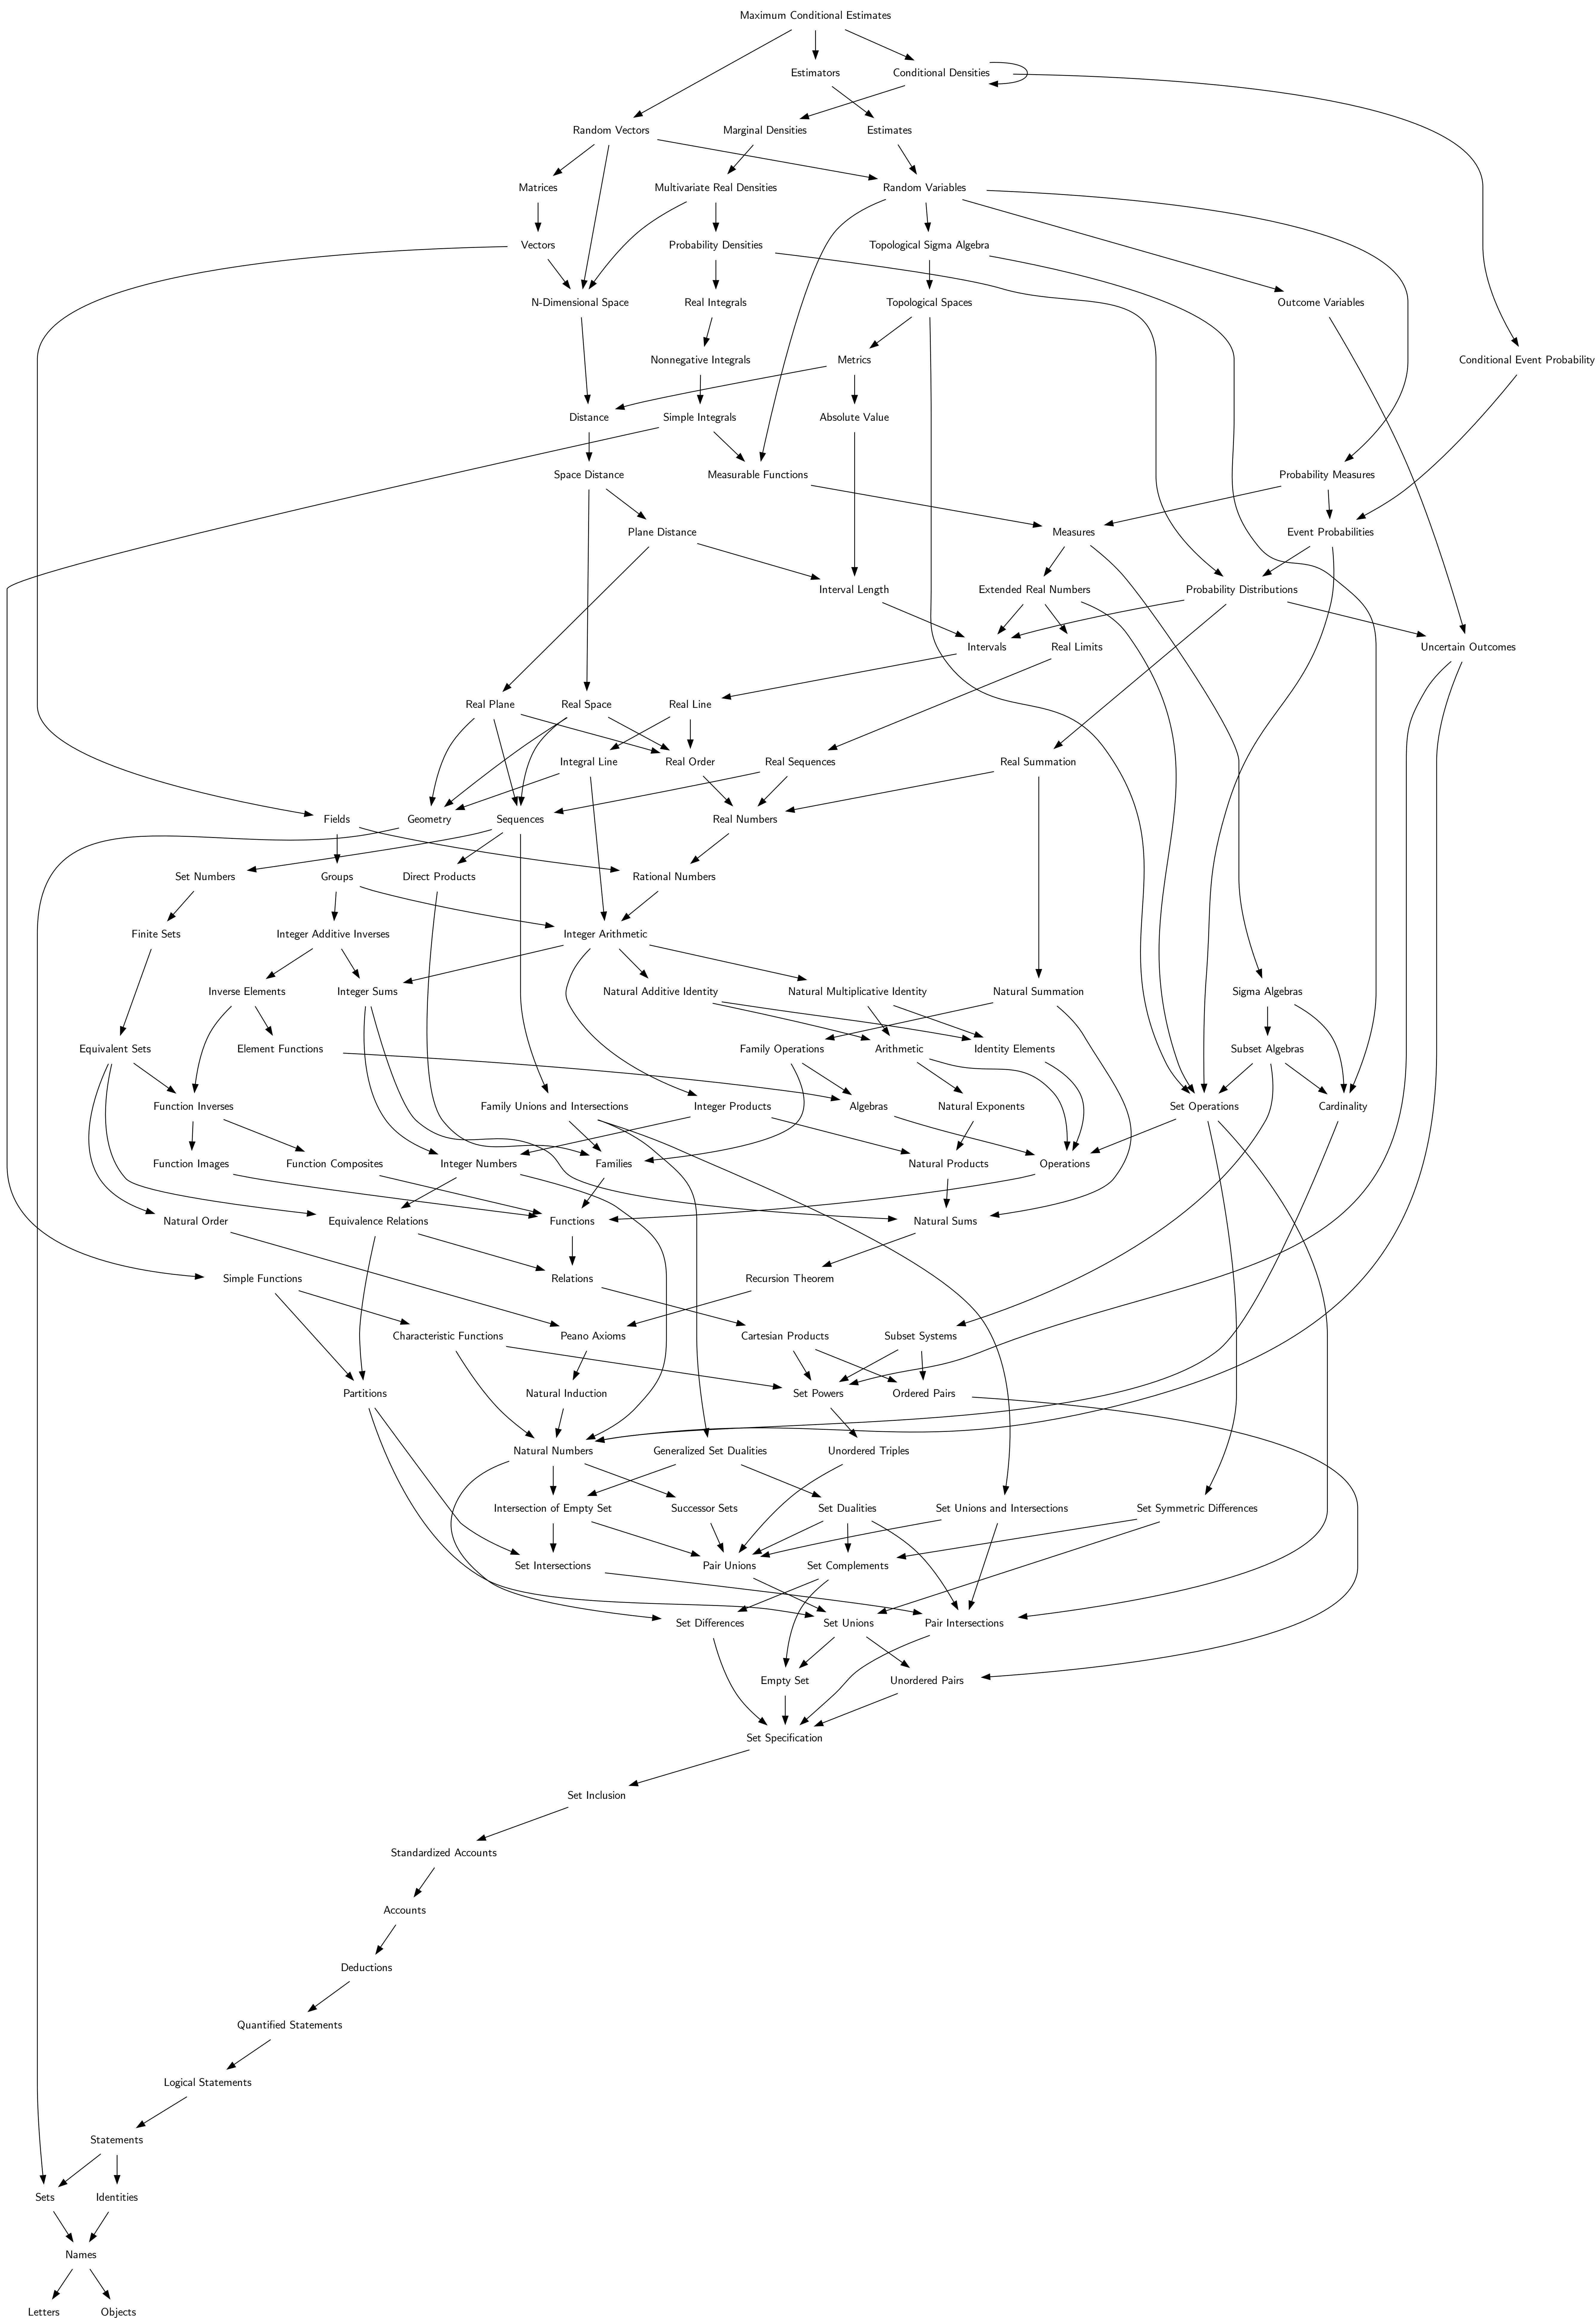 Maximum Conditional Estimates
Estimators
Conditional Densities
Random Vectors
Marginal Densities
Estimates
Matrices
Multivariate Real Densities
Random Variables
Vectors
Probability Densities
Topological Sigma Algebra
N-Dimensional Space
Real Integrals
Topological Spaces
Outcome Variables
Nonnegative Integrals
Metrics
Conditional Event Probability
Distance
Simple Integrals
Absolute Value
Space Distance
Measurable Functions
Probability Measures
Plane Distance
Measures
Event Probabilities
Interval Length
Extended Real Numbers
Probability Distributions
Intervals
Real Limits
Uncertain Outcomes
Real Plane
Real Space
Real Line
Integral Line
Real Order
Real Sequences
Real Summation
Fields
Geometry
Sequences
Real Numbers
Set Numbers
Groups
Direct Products
Rational Numbers
Finite Sets
Integer Additive Inverses
Integer Arithmetic
Inverse Elements
Integer Sums
Natural Additive Identity
Natural Multiplicative Identity
Natural Summation
Sigma Algebras
Equivalent Sets
Element Functions
Family Operations
Arithmetic
Identity Elements
Subset Algebras
Function Inverses
Family Unions and Intersections
Integer Products
Algebras
Natural Exponents
Set Operations
Cardinality
Function Images
Function Composites
Integer Numbers
Families
Natural Products
Operations
Natural Order
Equivalence Relations
Functions
Natural Sums
Simple Functions
Relations
Recursion Theorem
Characteristic Functions
Peano Axioms
Cartesian Products
Subset Systems
Partitions
Natural Induction
Set Powers
Ordered Pairs
Natural Numbers
Generalized Set Dualities
Unordered Triples
Intersection of Empty Set
Successor Sets
Set Dualities
Set Unions and Intersections
Set Symmetric Differences
Set Intersections
Pair Unions
Set Complements
Set Differences
Set Unions
Pair Intersections
Empty Set
Unordered Pairs
Set Specification
Set Inclusion
Standardized Accounts
Accounts
Deductions
Quantified Statements
Logical Statements
Statements
Sets
Identities
Names
Letters
Objects